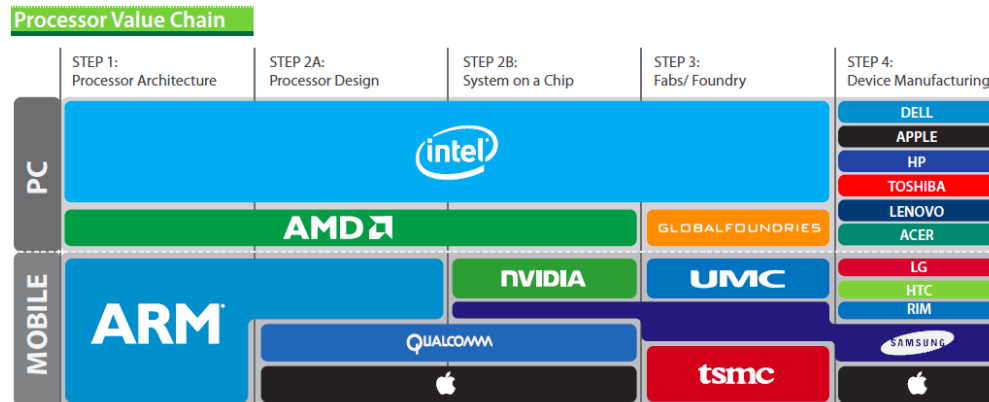 Processor Value Chain
STEP 1:
Processor Architecture
STEP 2A:
Processor Design
STEP 2B:
System on a Chip
STEP 3:
Fabs/ Foundry
STEP 4:
Device Manufacturing
PC
intel
AMD
GLOBALFOUNDRIES
DELL
APPLE
HP
TOSHIBA
LENOVO
ACER
MOBILE
ARM
NVIDIA
QUALCOMM
UMC
tsmc
LG
HTC
RIM
SAMSUNG